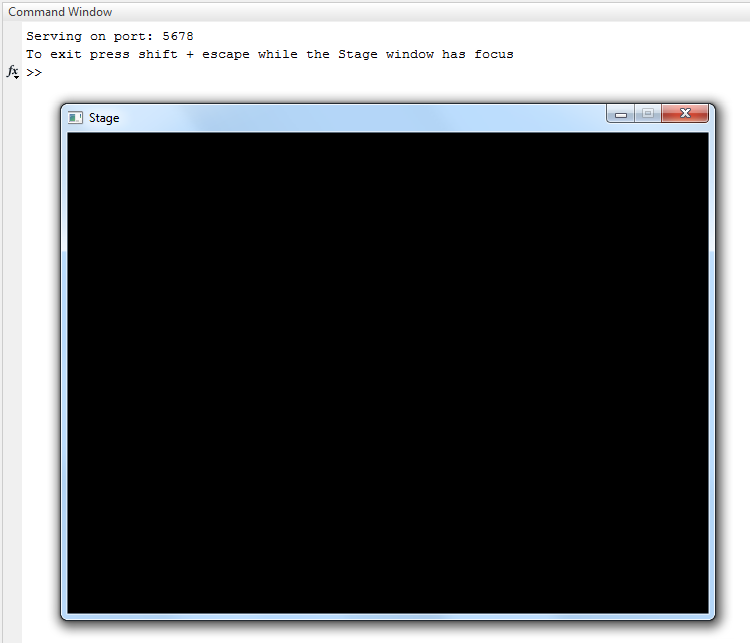 Command Window
Serving on port: 5678
To exit press shift + escape while the Stage window has focus
fx >>
Stage